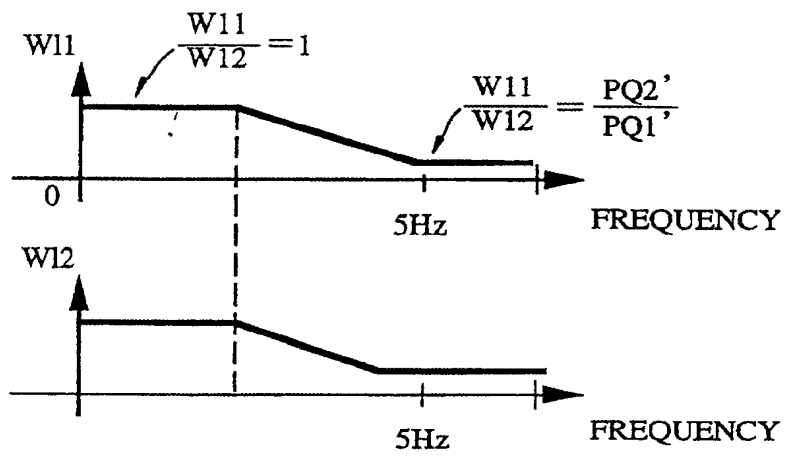 W11
W11/W12 = 1
W11/W12 = PQ2'/PQ1'
0
5Hz
FREQUENCY
W12
5Hz
FREQUENCY